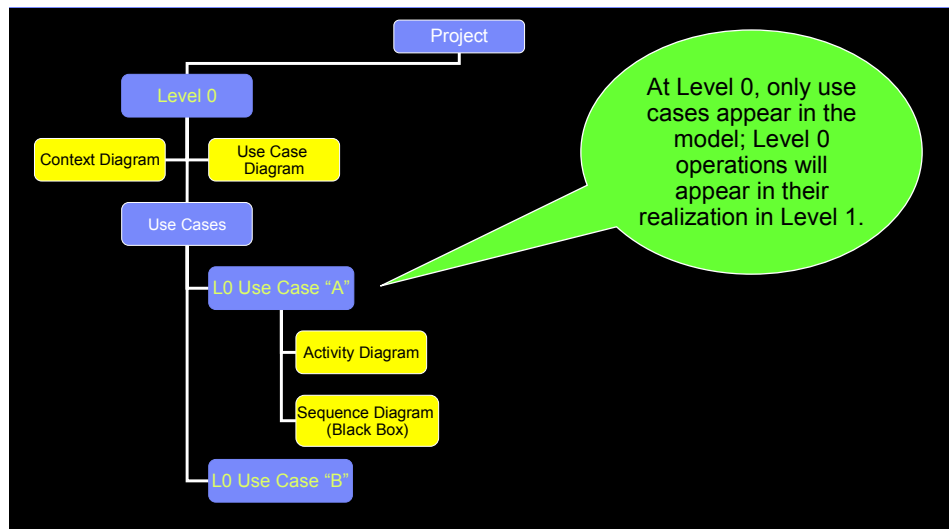 Project
Level 0
Context Diagram
Use Case
Diagram
Use Cases
L0 Use Case “A”
Activity Diagram
Sequence Diagram
(Black Box)
L0 Use Case “B”
At Level 0, only use
cases appear in the
model; Level 0
operations will
appear in their
realization in Level 1.